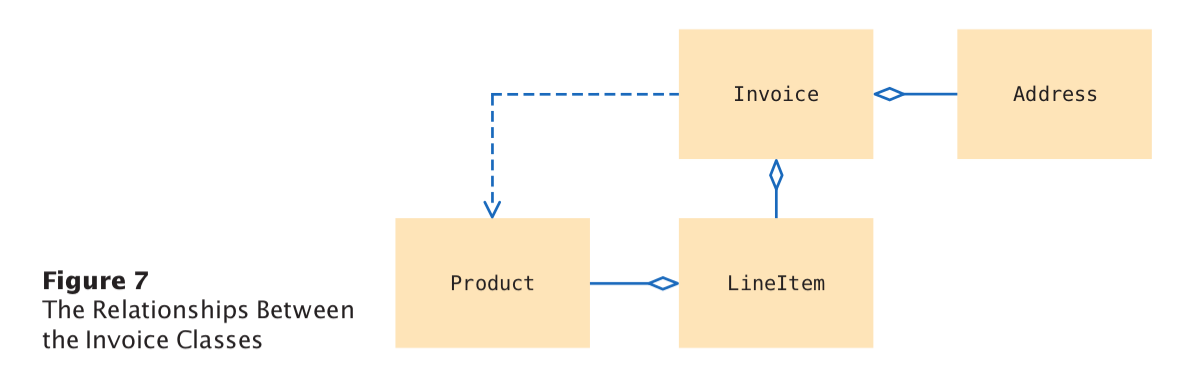 Invoice
Address
Product
LineItem
Figure 7
The Relationships Between
the Invoice Classes